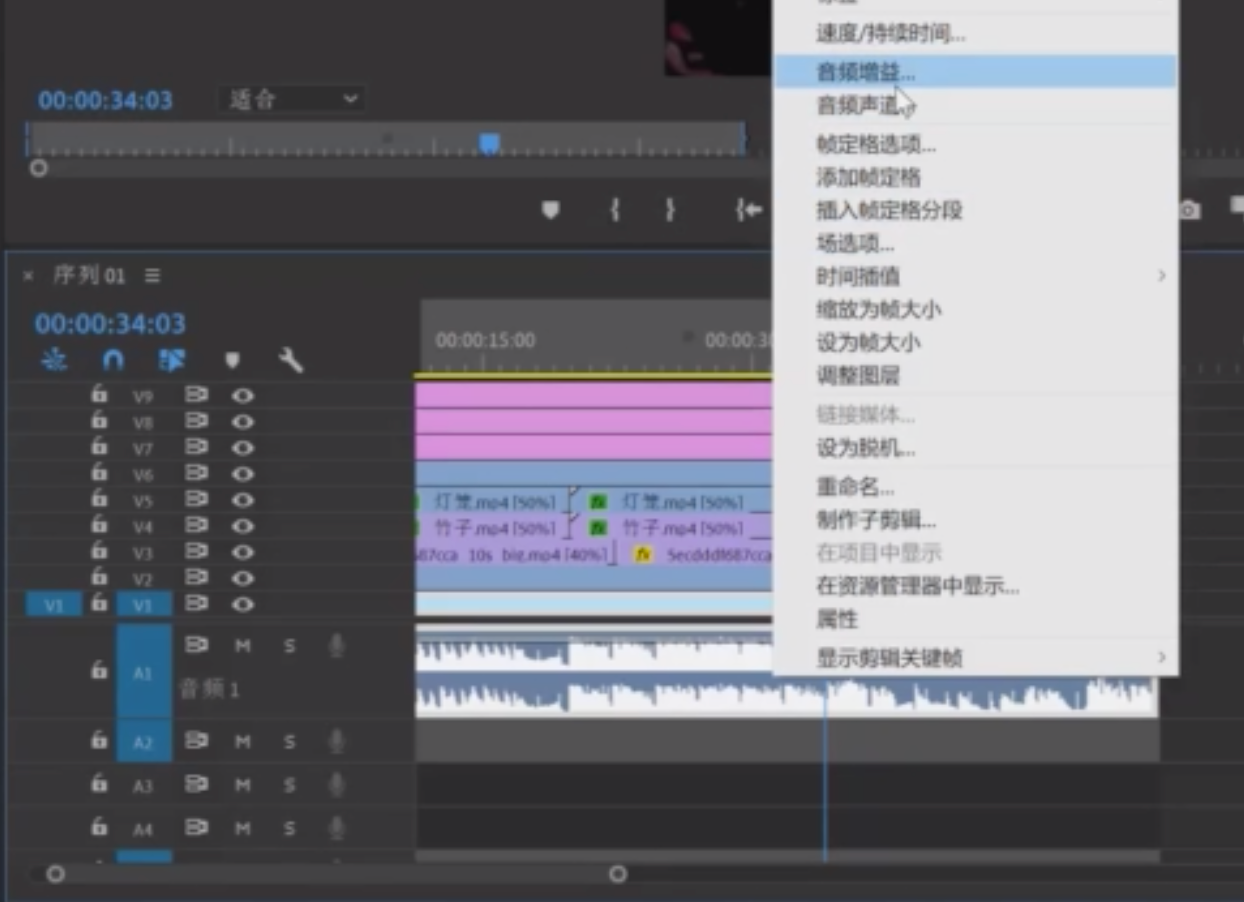 速度/持续时间...
音频增益...
音频声道
帧定格选项...
添加帧定格
插入帧定格分段
场选项...
时间插值
缩放为帧大小
设为帧大小
调整图层
链接媒体...
设为脱机...
重命名...
制作子剪辑...
在项目中显示
在资源管理器中显示...
属性
显示剪辑关键帧
00:00:34:03
适合
× 序列 01
00:00:34:03
00:00:15:00
V9
V8
V7
V6
V5 灯笼.mp4 [50%] fx 灯笼.mp4 [50%]
V4 竹子.mp4 [50%] fx 竹子.mp4 [50%]
V3 10s big.mp4 [40%] fx
V2
V1 V1
A1 M S
音频 1
A2 M S
A3 M S
A4 M S